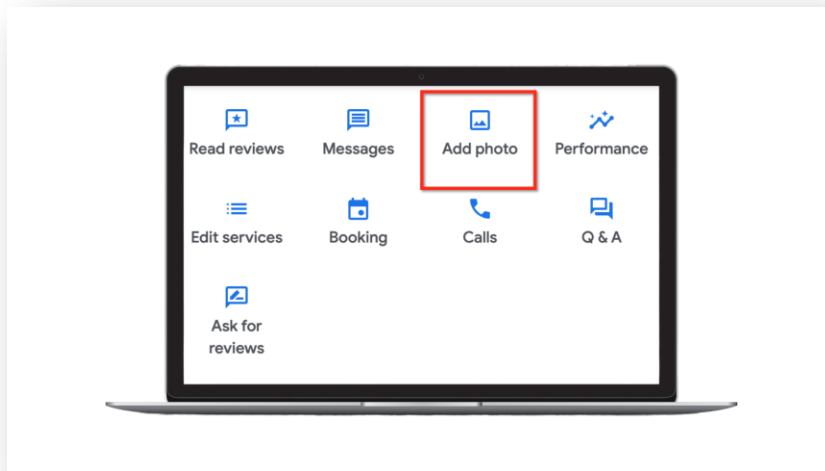 Read reviews
Messages
Add photo
Performance
Edit services
Booking
Calls
Q & A
Ask for
reviews